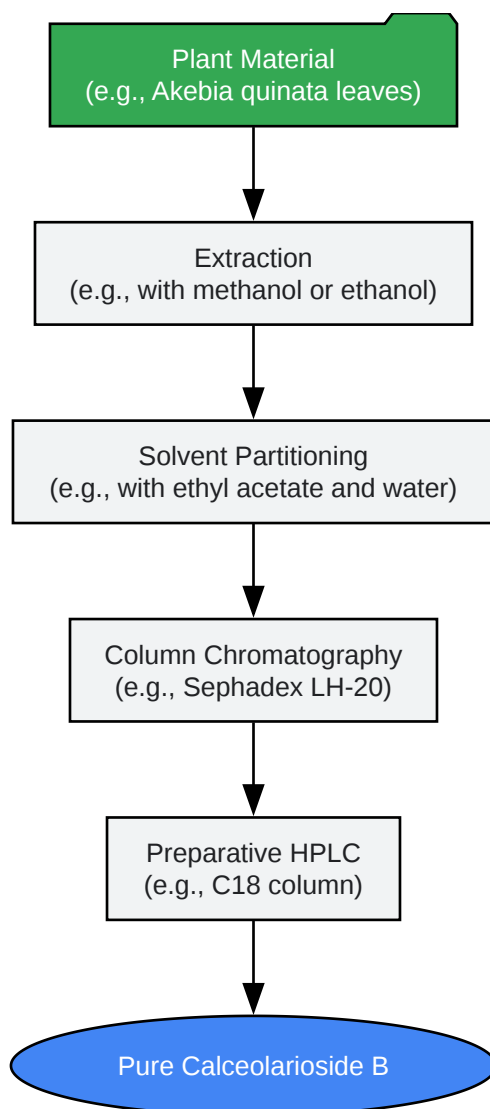 Plant Material
(e.g., Akebia quinata leaves)
Extraction
(e.g., with methanol or ethanol)
Solvent Partitioning
(e.g., with ethyl acetate and water)
Column Chromatography
(e.g., Sephadex LH-20)
Preparative HPLC
(e.g., C18 column)
Pure Calceolarioside B